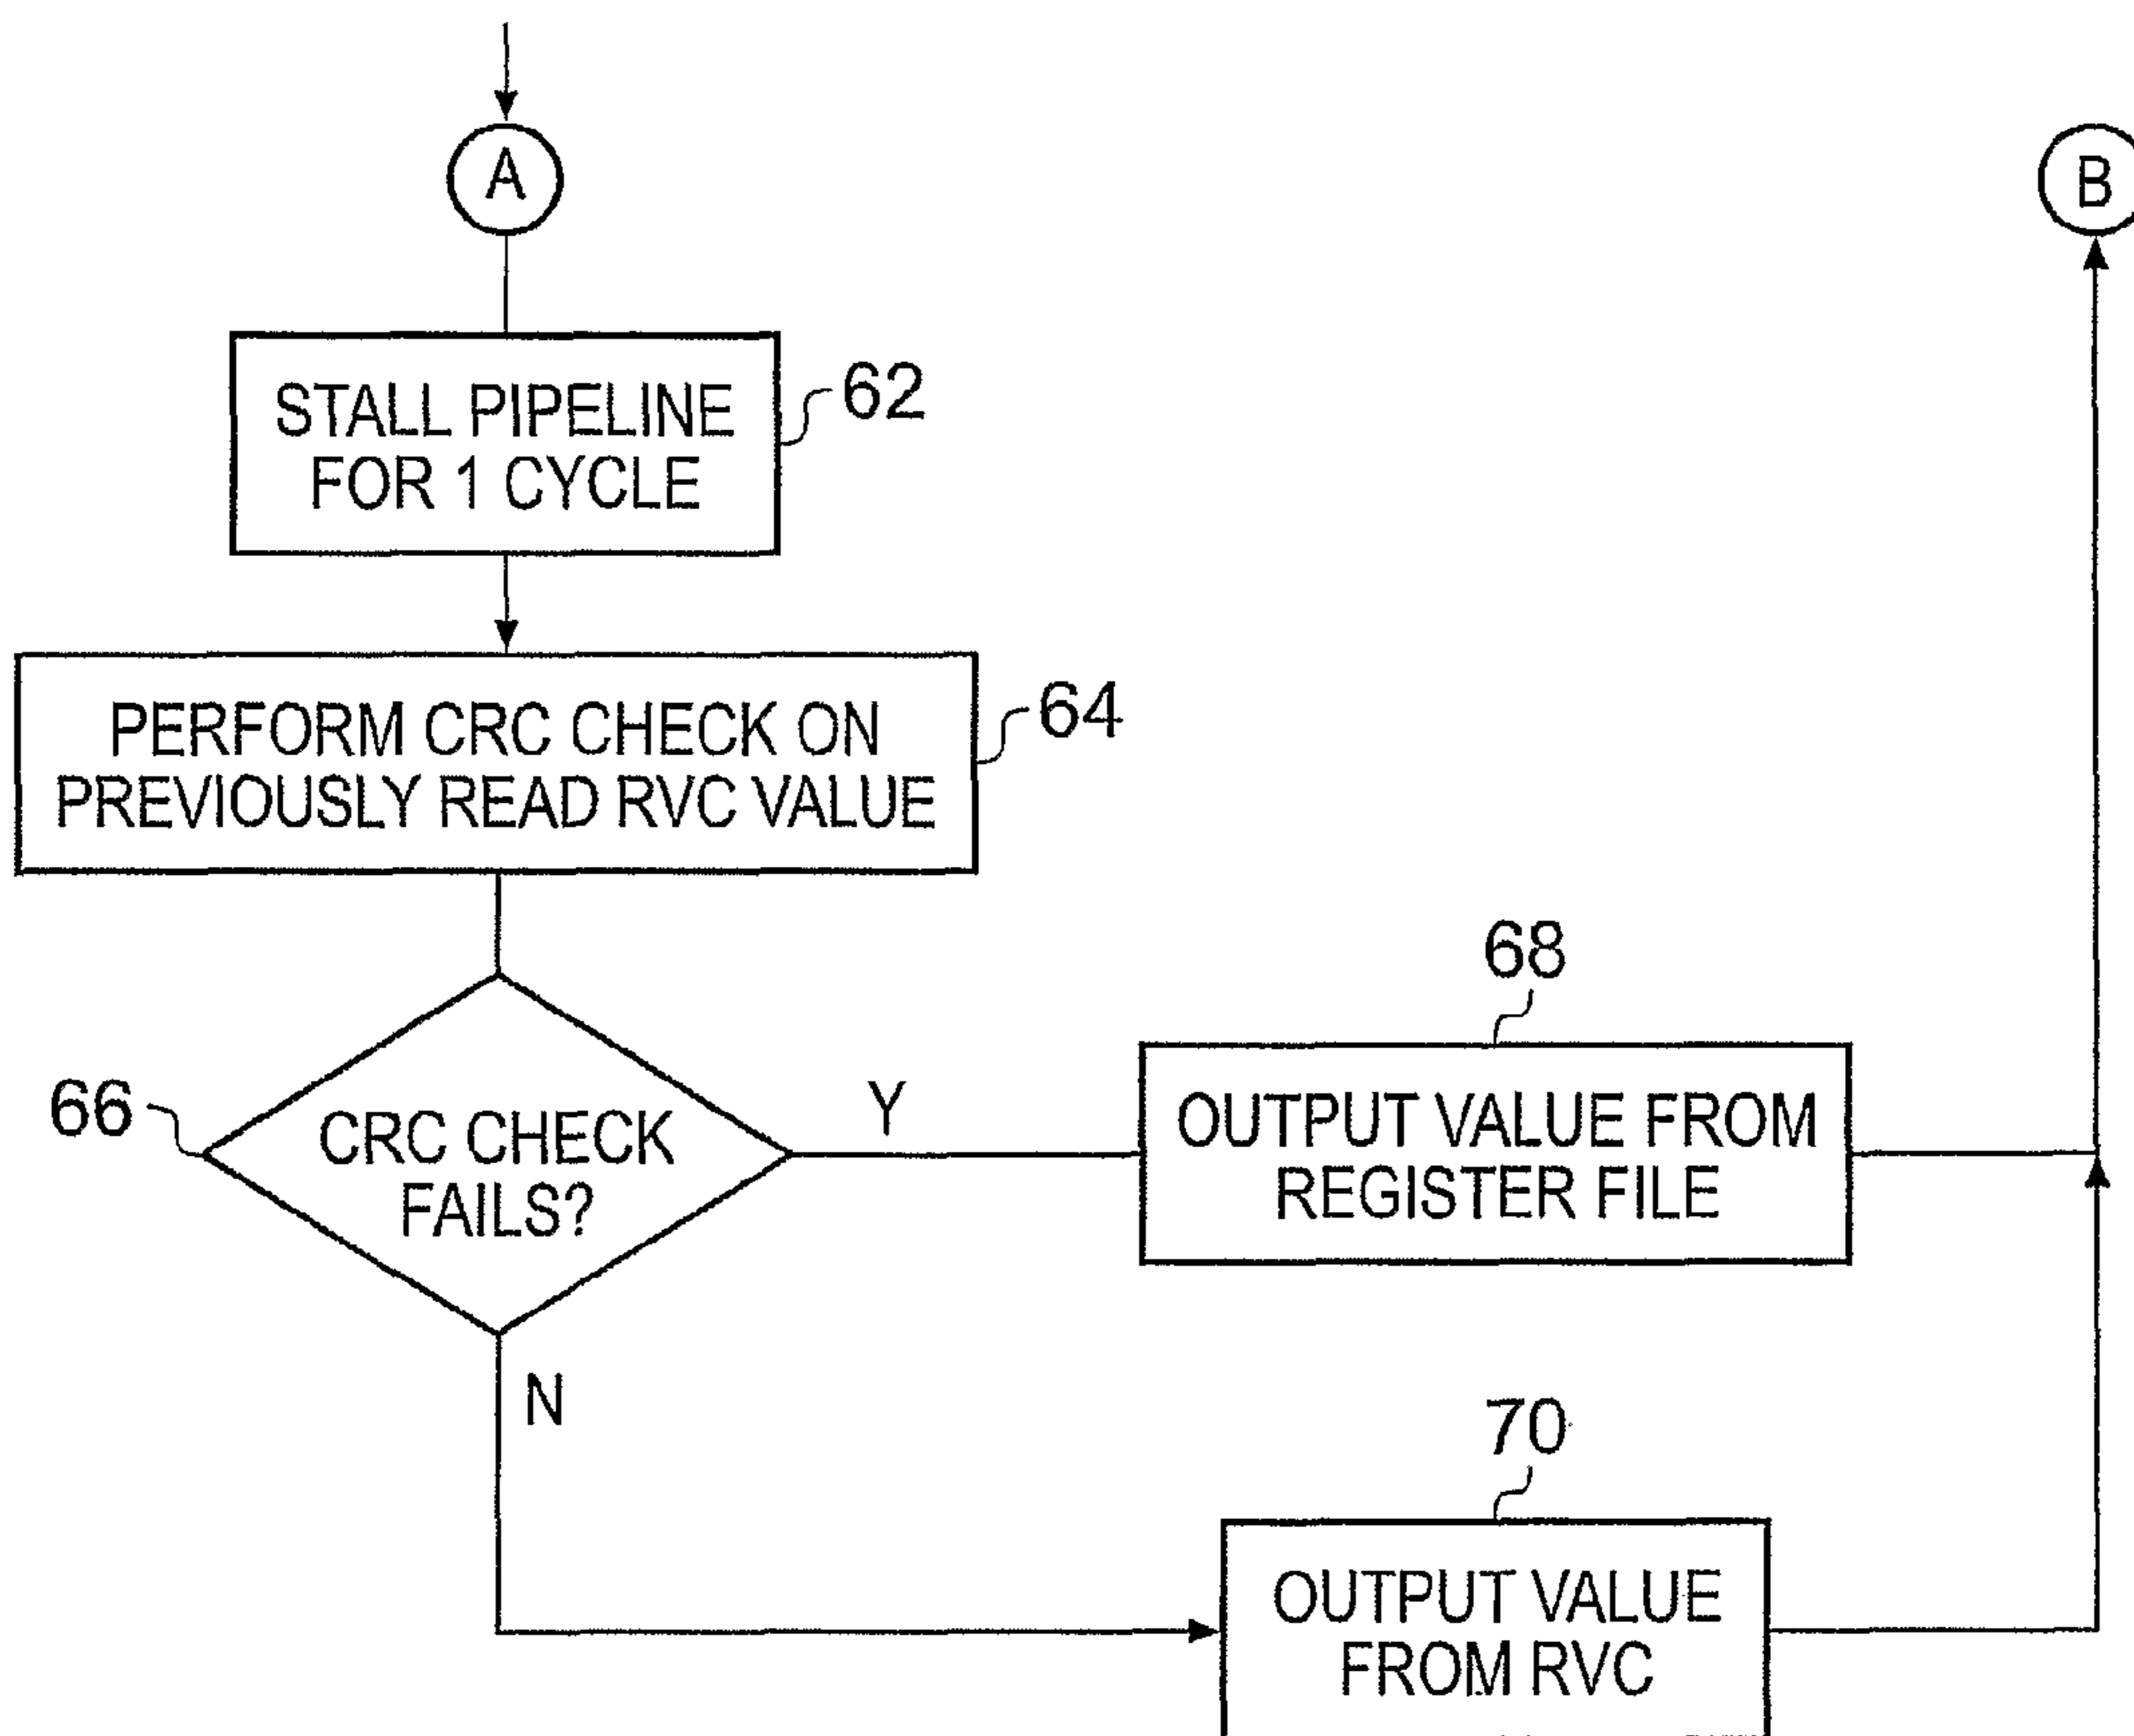 A
B
STALL PIPELINE
FOR 1 CYCLE
62
PERFORM CRC CHECK ON
PREVIOUSLY READ RVC VALUE
64
66
CRC CHECK
FAILS?
Y
N
68
OUTPUT VALUE FROM
REGISTER FILE
70
OUTPUT VALUE
FROM RVC